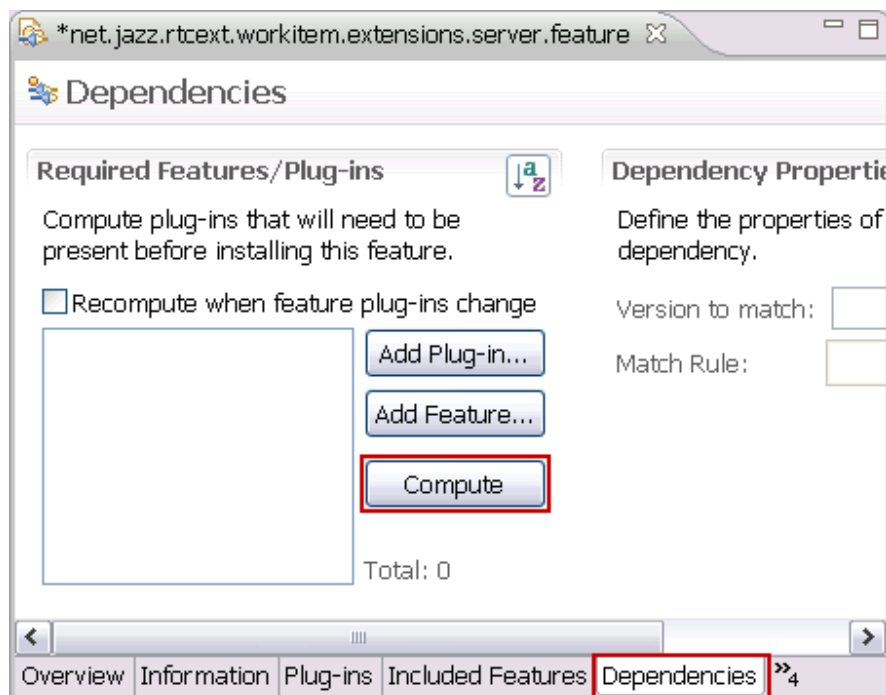 *net.jazz.rtcext.workitem.extensions.server.feature
Dependencies
Required Features/Plug-ins
a
z
Compute plug-ins that will need to be
present before installing this feature.
Recompute when feature plug-ins change
Add Plug-in...
Add Feature...
Compute
Total: 0
Dependency Propertie
Define the properties of
dependency.
Version to match:
Match Rule:
Overview Information Plug-ins Included Features Dependencies »4